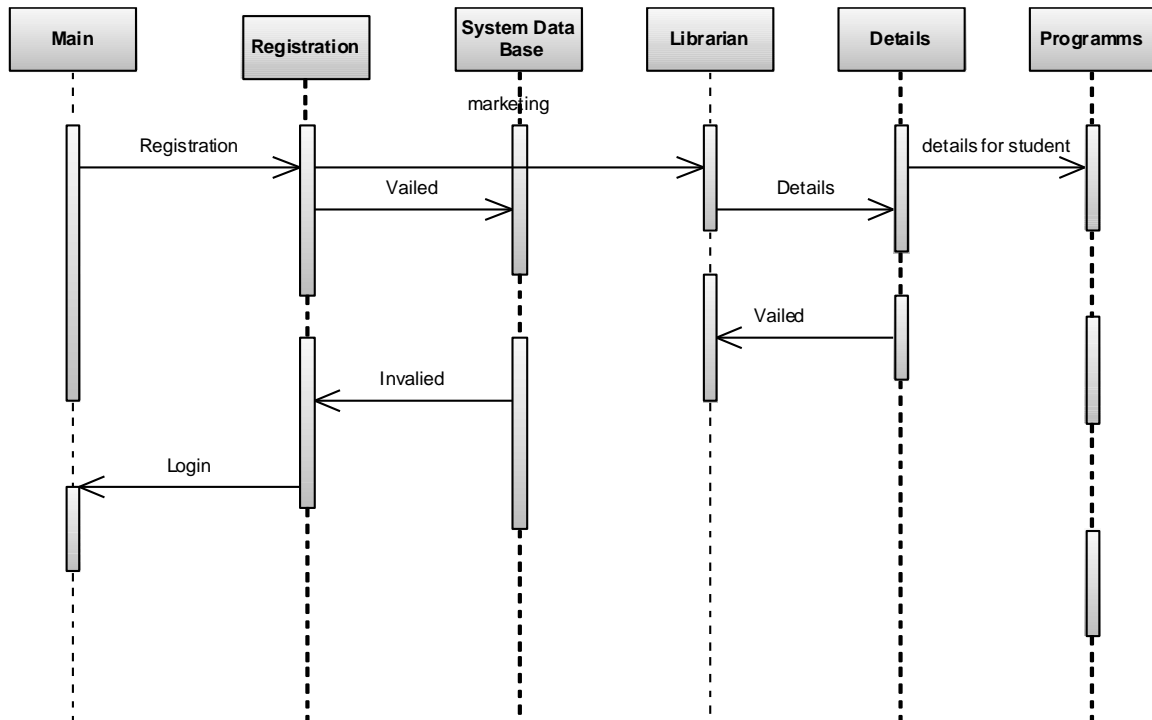 Main
Registration
System Data
Base
Librarian
Details
Programms
marketing
Registration
details for student
Vailed
Details
Vailed
Invalied
Login